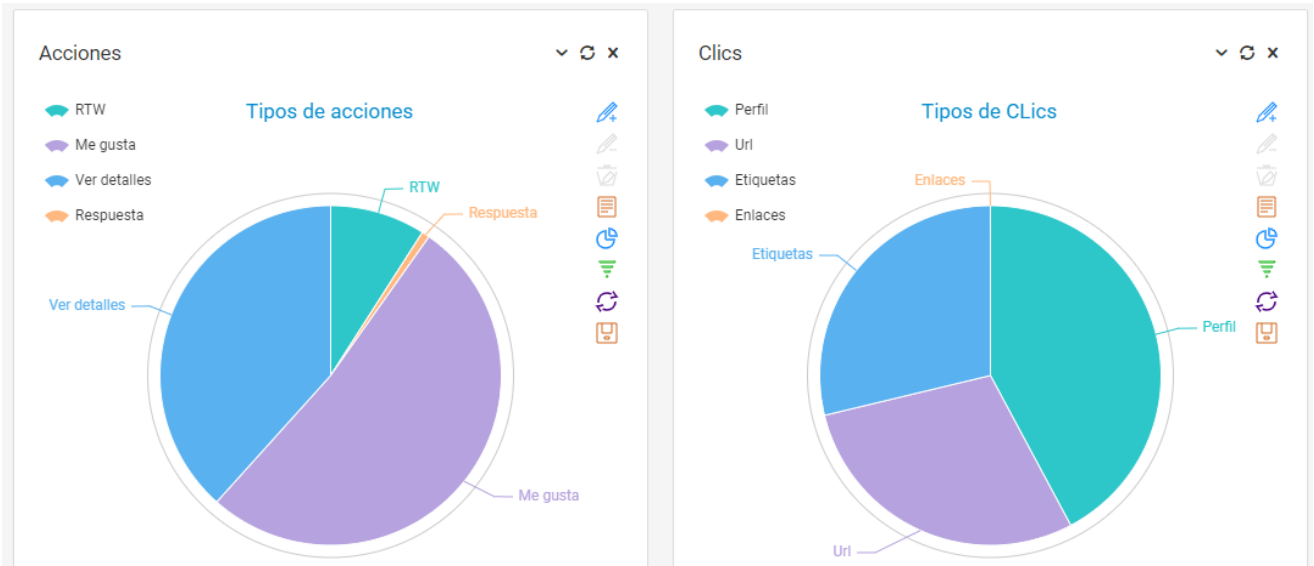 Acciones
RTW
Me gusta
Ver detalles
Respuesta
Tipos de acciones
RTW
Respuesta
Ver detalles
Me gusta
Clics
Perfil
Url
Etiquetas
Enlaces
Tipos de CLics
Enlaces
Etiquetas
Perfil
Url